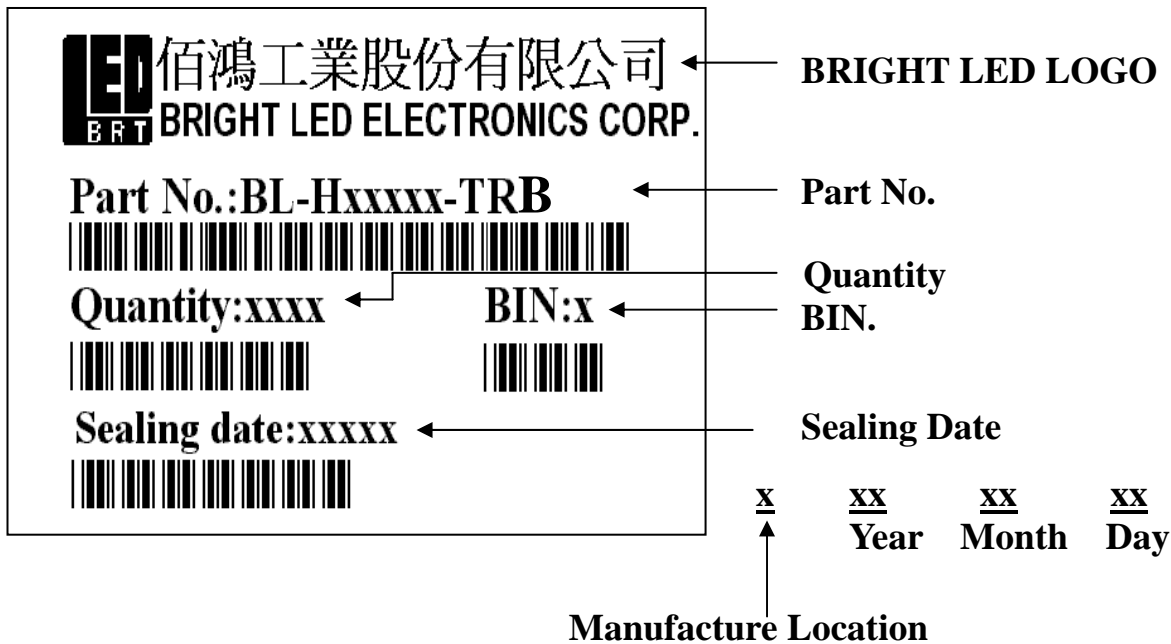 LED 佰鴻工業股份有限公司
BRT BRIGHT LED ELECTRONICS CORP.
BRIGHT LED LOGO
Part No.:BL-Hxxxxx-TRB
Part No.
Quantity:xxxx
BIN:x
Quantity
BIN.
Sealing date:xxxxx
Sealing Date
x xx xx xx
Year Month Day
Manufacture Location